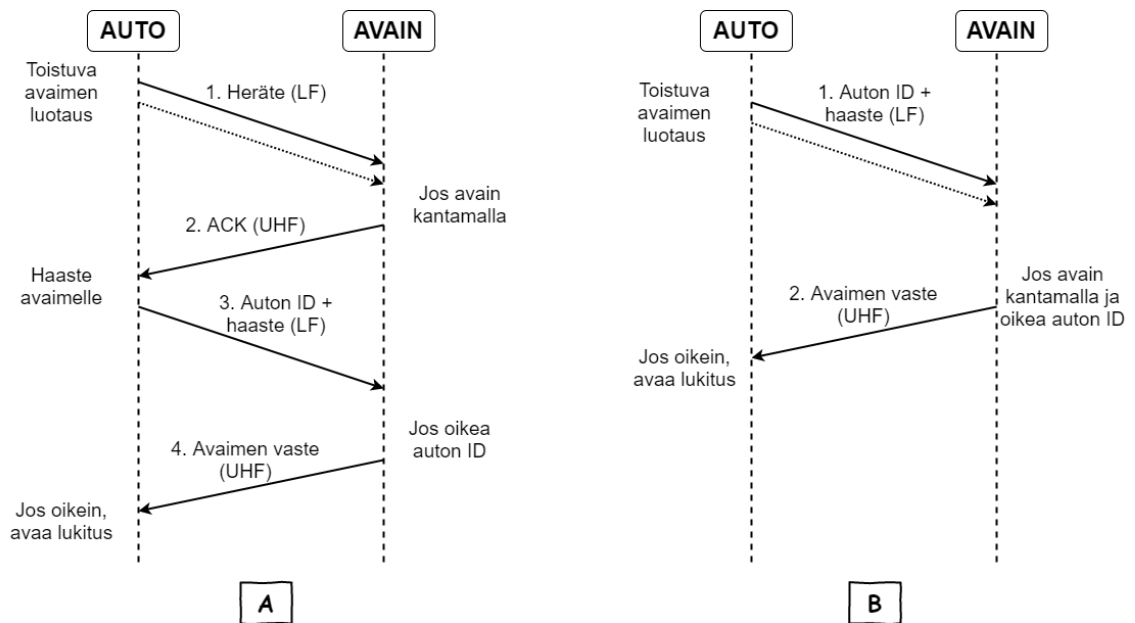 AUTO
AVAIN
Toistuva
avaimen
luotaus
1. Heräte (LF)
Jos avain
kantamalla
2. ACK (UHF)
Haaste
avaimelle
3. Auton ID +
haaste (LF)
Jos oikea
auton ID
4. Avaimen vaste
(UHF)
Jos oikein,
avaa lukitus
A
AUTO
AVAIN
Toistuva
avaimen
luotaus
1. Auton ID +
haaste (LF)
Jos avain
kantamalla ja
oikea auton ID
2. Avaimen vaste
(UHF)
Jos oikein,
avaa lukitus
B